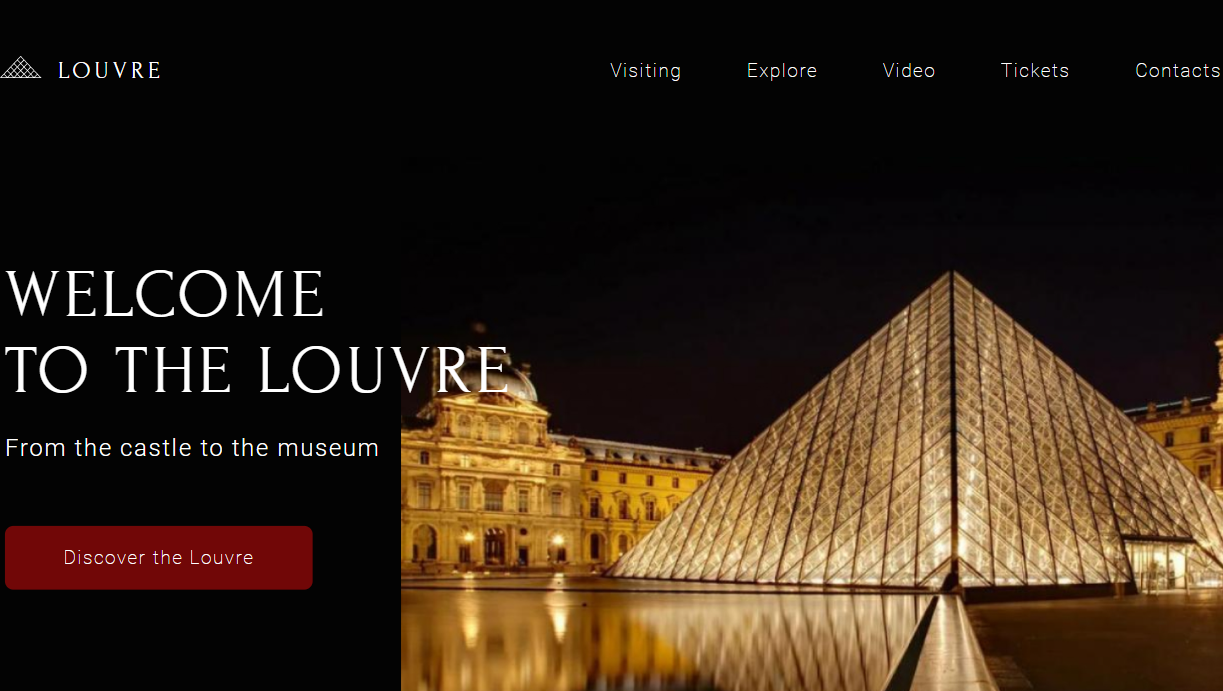 LOUVRE
Visiting Explore Video Tickets Contacts
WELCOME
TO THE LOUVRE
From the castle to the museum
Discover the Louvre